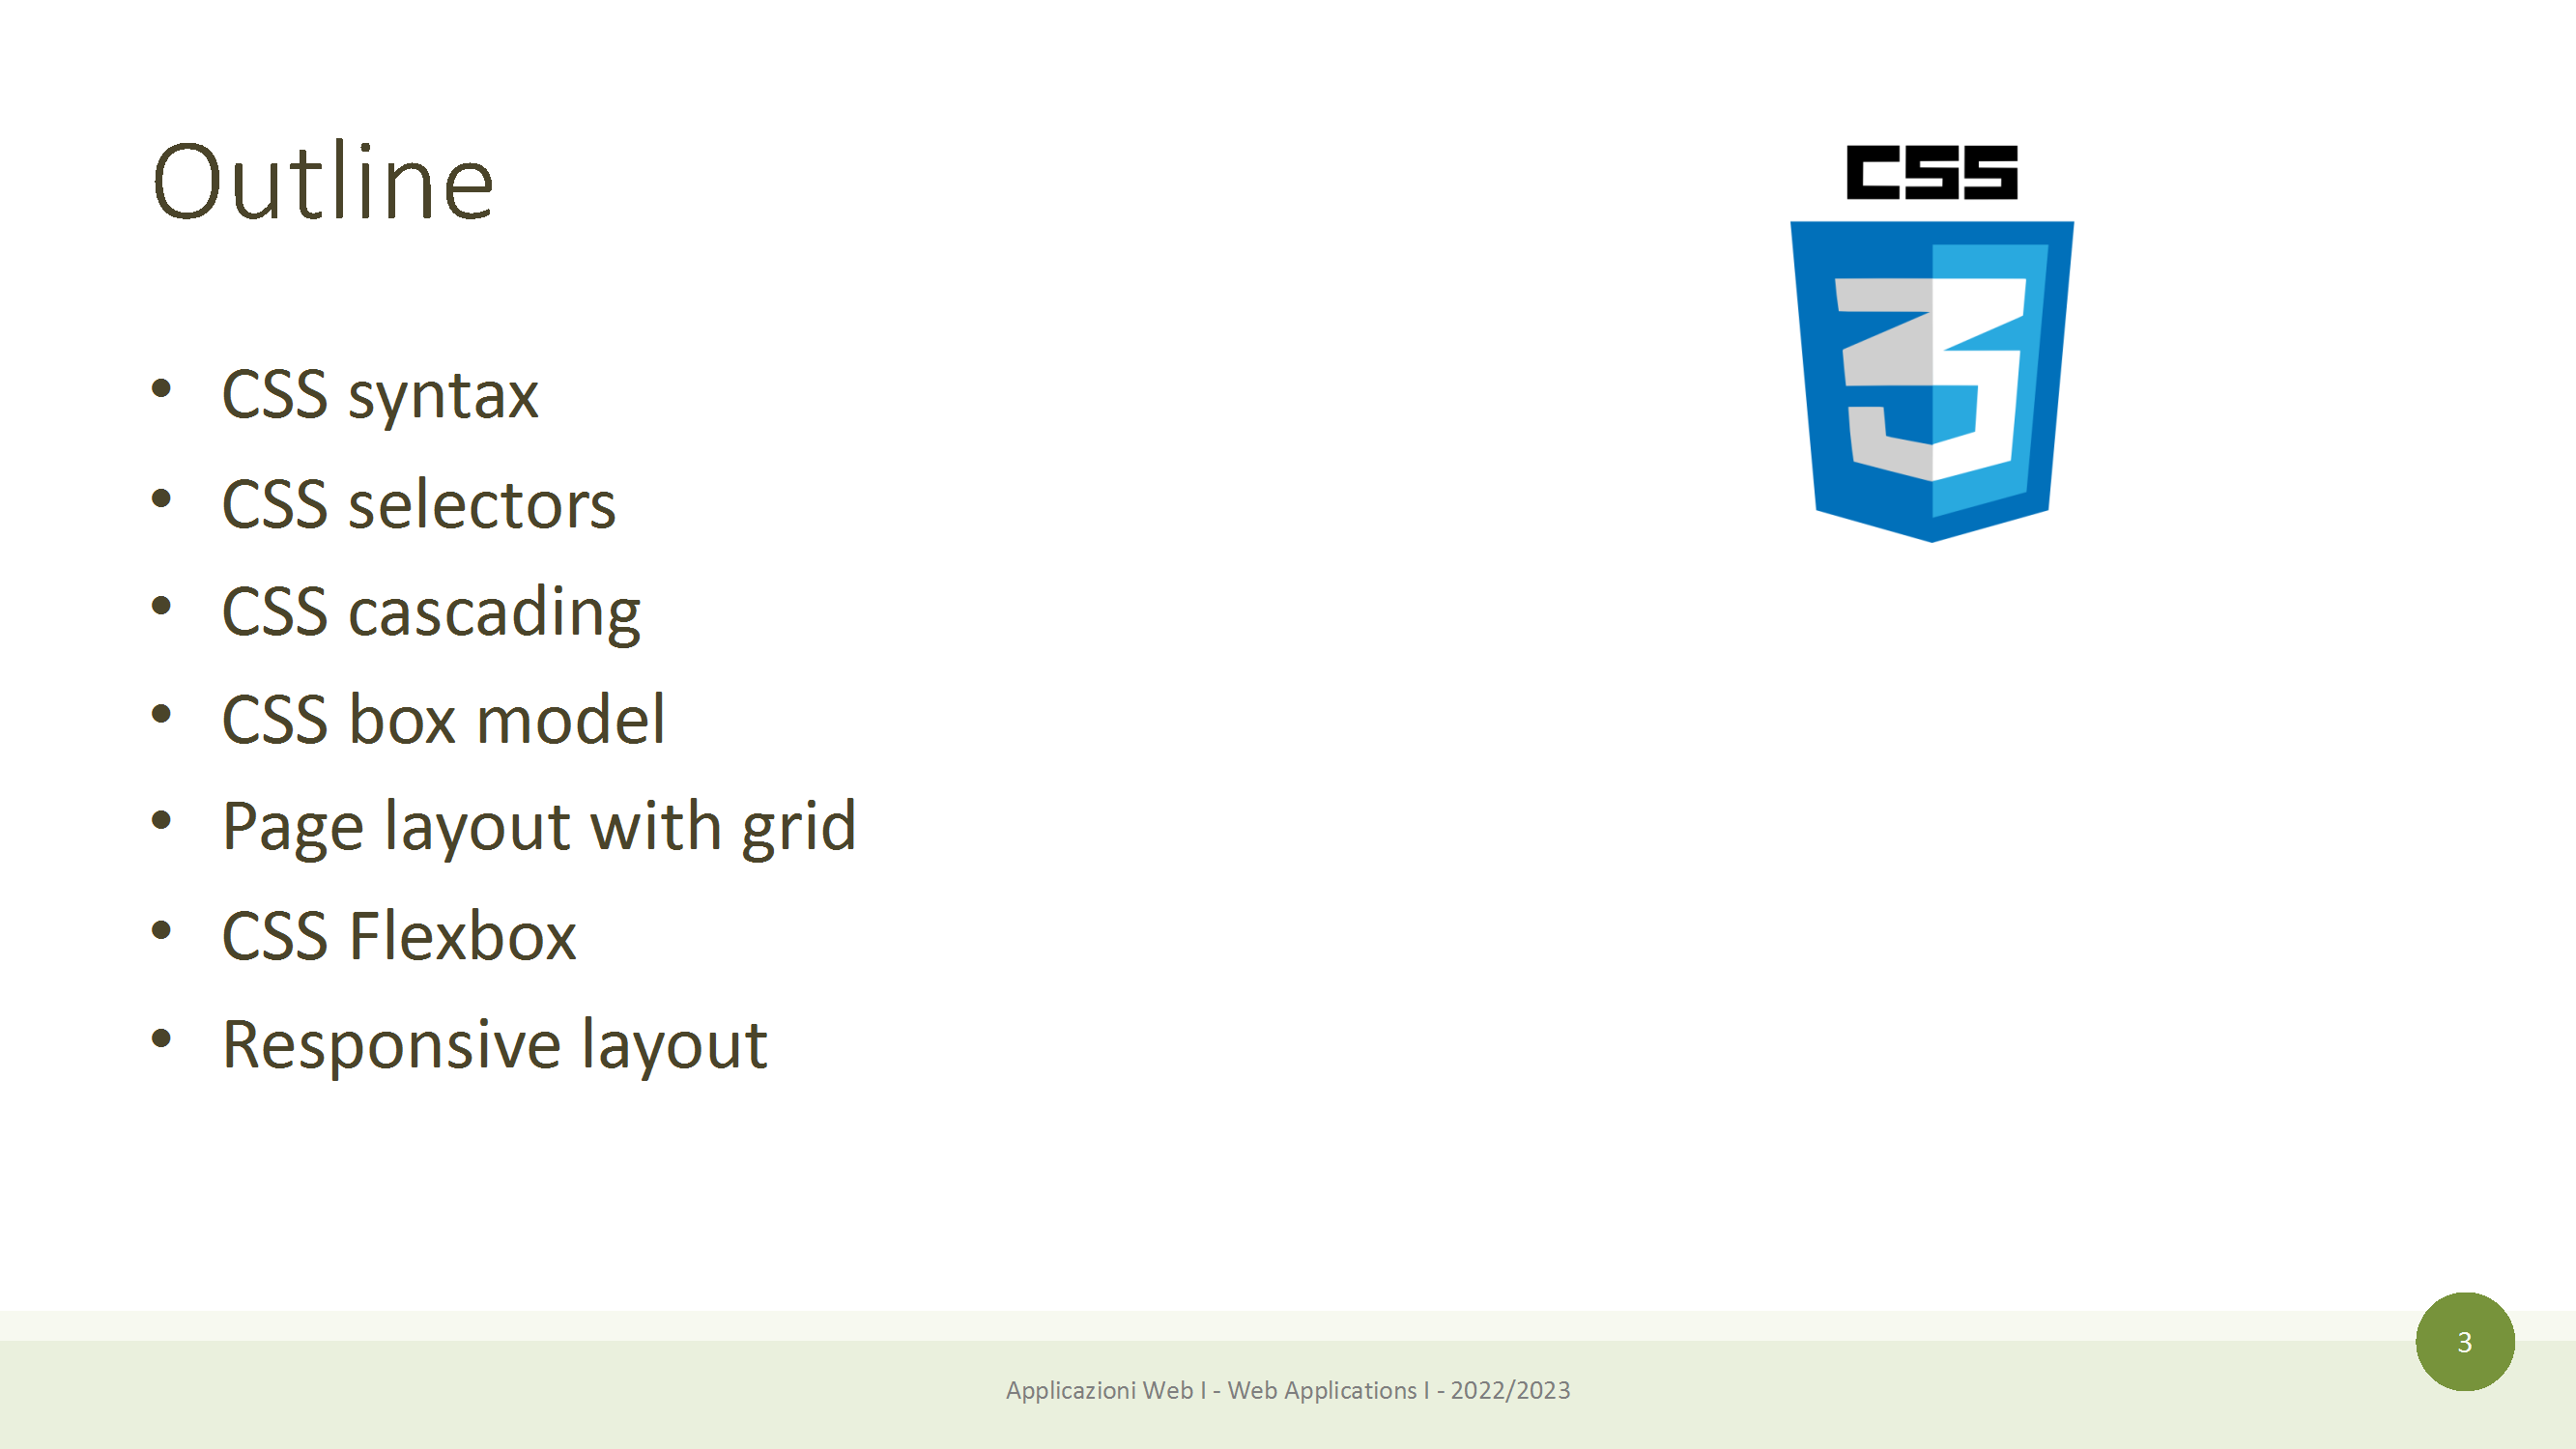 Outline
CSS
3
• CSS syntax
• CSS selectors
• CSS cascading
• CSS box model
• Page layout with grid
• CSS Flexbox
• Responsive layout
3
Applicazioni Web I - Web Applications I - 2022/2023